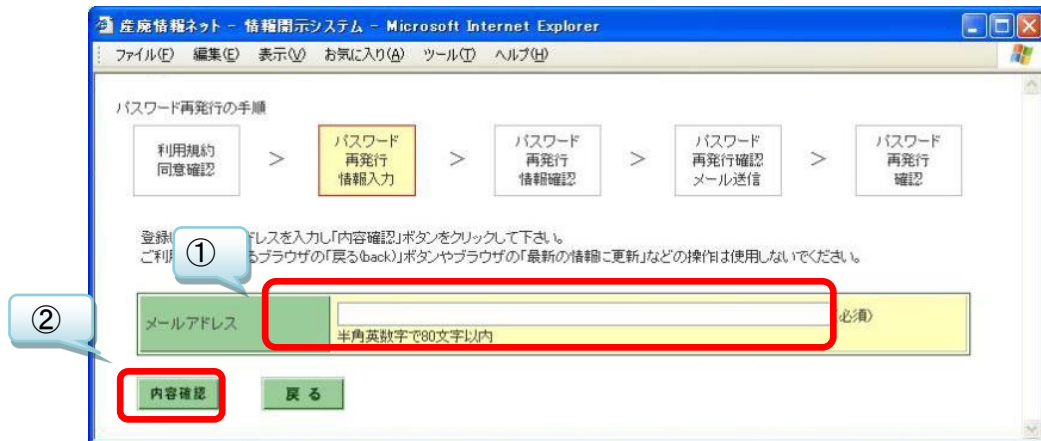 産廃情報ネット - 情報開示システム - Microsoft Internet Explorer
ファイル(F) 編集(E) 表示(V) お気に入り(A) ツール(T) ヘルプ(H)
パスワード再発行の手順
利用規約
同意確認
>
パスワード
再発行
情報入力
>
パスワード
再発行
情報確認
>
パスワード
再発行確認
メール送信
>
パスワード
再発行
確認
登録 ドレスを入力し「内容確認」ボタンをクリックして下さい。
ご利用 るブラウザの「戻る(back)」ボタンやブラウザの「最新の情報に更新」などの操作は使用しないでください。
①
②
メールアドレス
必須)
半角英数字で80文字以内
内容確認
戻る